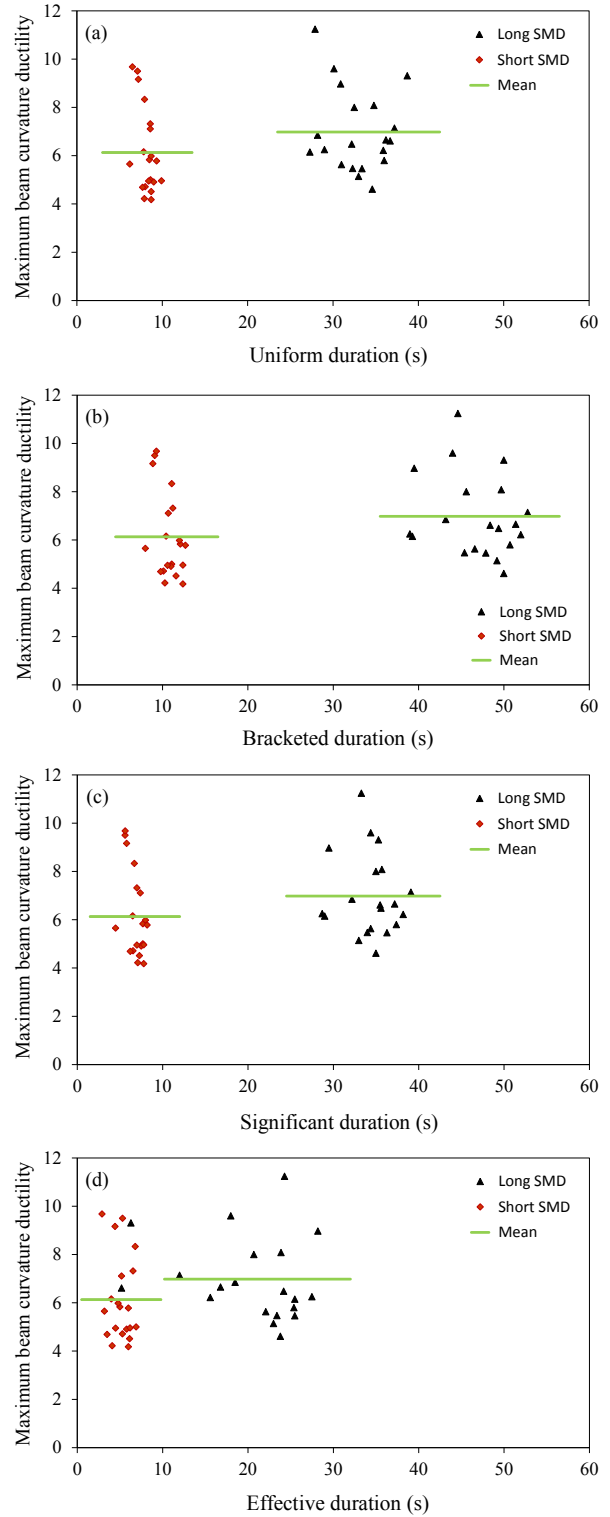 Maximum beam curvature ductility
12
10
8
6
4
2
0
(a)
Long SMD
Short SMD
Mean
0 10 20 30 40 50 60
Uniform duration (s)
Maximum beam curvature ductility
12
10
8
6
4
2
0
(b)
Long SMD
Short SMD
Mean
0 10 20 30 40 50 60
Bracketed duration (s)
Maximum beam curvature ductility
12
10
8
6
4
2
0
(c)
Long SMD
Short SMD
Mean
0 10 20 30 40 50 60
Significant duration (s)
Maximum beam curvature ductility
12
10
8
6
4
2
0
(d)
Long SMD
Short SMD
Mean
0 10 20 30 40 50 60
Effective duration (s)